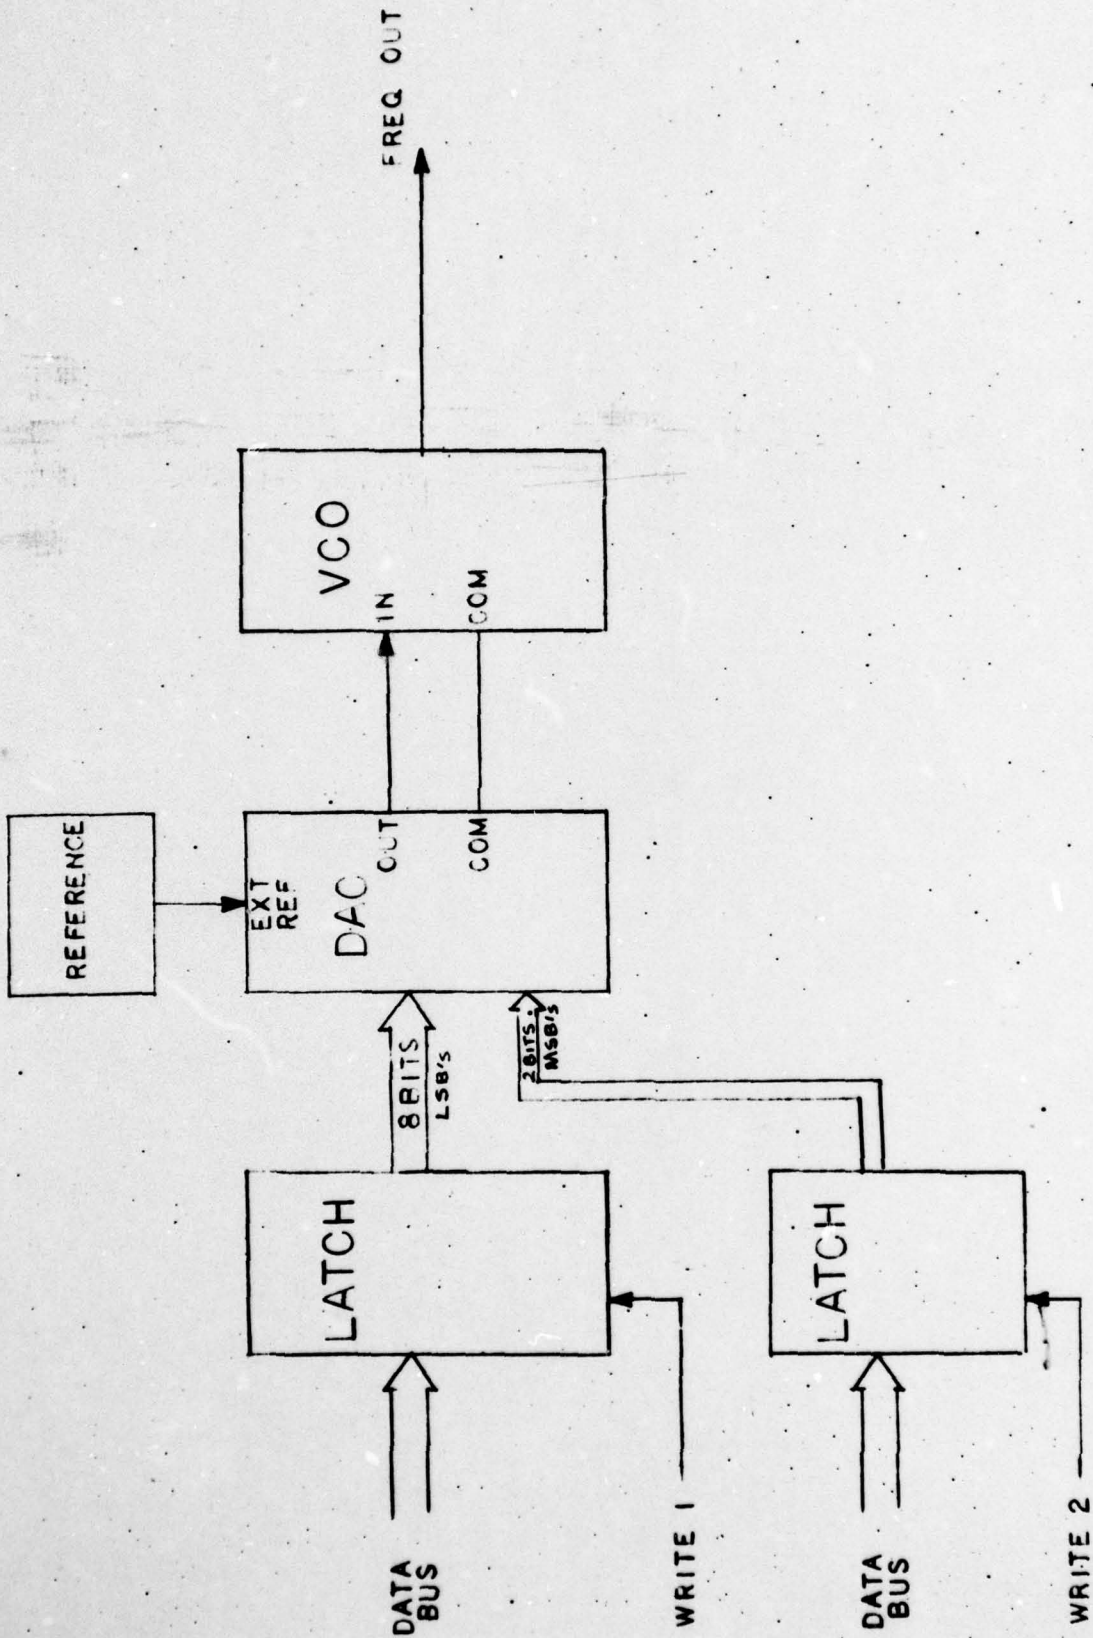 REFERENCE
DATA
BUS
LATCH
8 BITS
LSB's
EXT
REF
DAC
OUT
COM
VCO
IN
COM
FREQ OUT
WRITE 1
2 BITS
MSB's
DATA
BUS
LATCH
WRITE 2